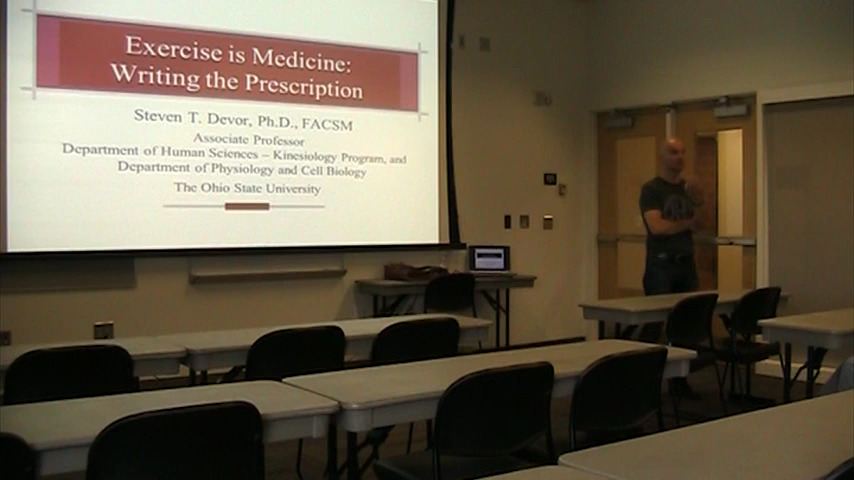 Exercise is Medicine:
Writing the Prescription
Steven T. Devor, Ph.D., FACSM
Associate Professor
Department of Human Sciences – Kinesiology Program, and
Department of Physiology and Cell Biology
The Ohio State University